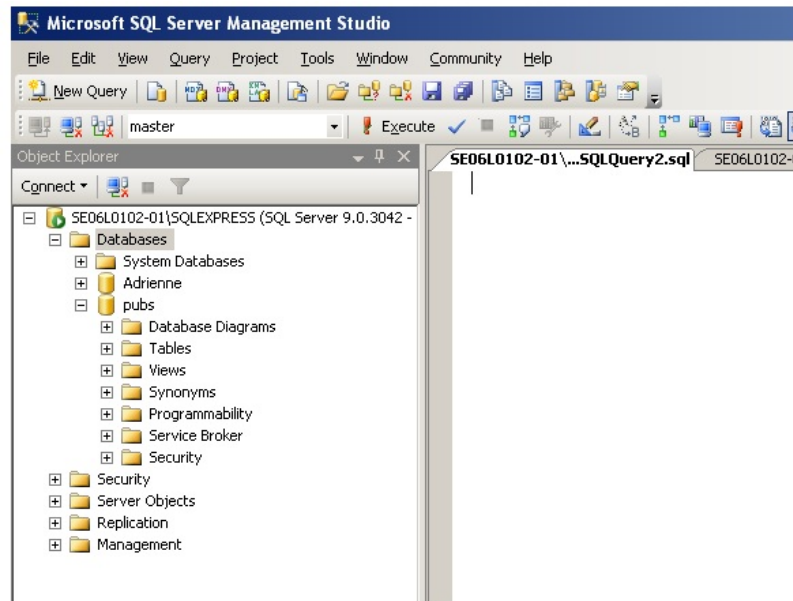 Microsoft SQL Server Management Studio
File Edit View Query Project Tools Window Community Help
New Query
master Execute
Object Explorer
SE06L0102-01\...SQLQuery2.sql SE06L0102-
Connect
SE06L0102-01\SQLEXPRESS (SQL Server 9.0.3042 -
Databases
System Databases
Adrienne
pubs
Database Diagrams
Tables
Views
Synonyms
Programmability
Service Broker
Security
Security
Server Objects
Replication
Management